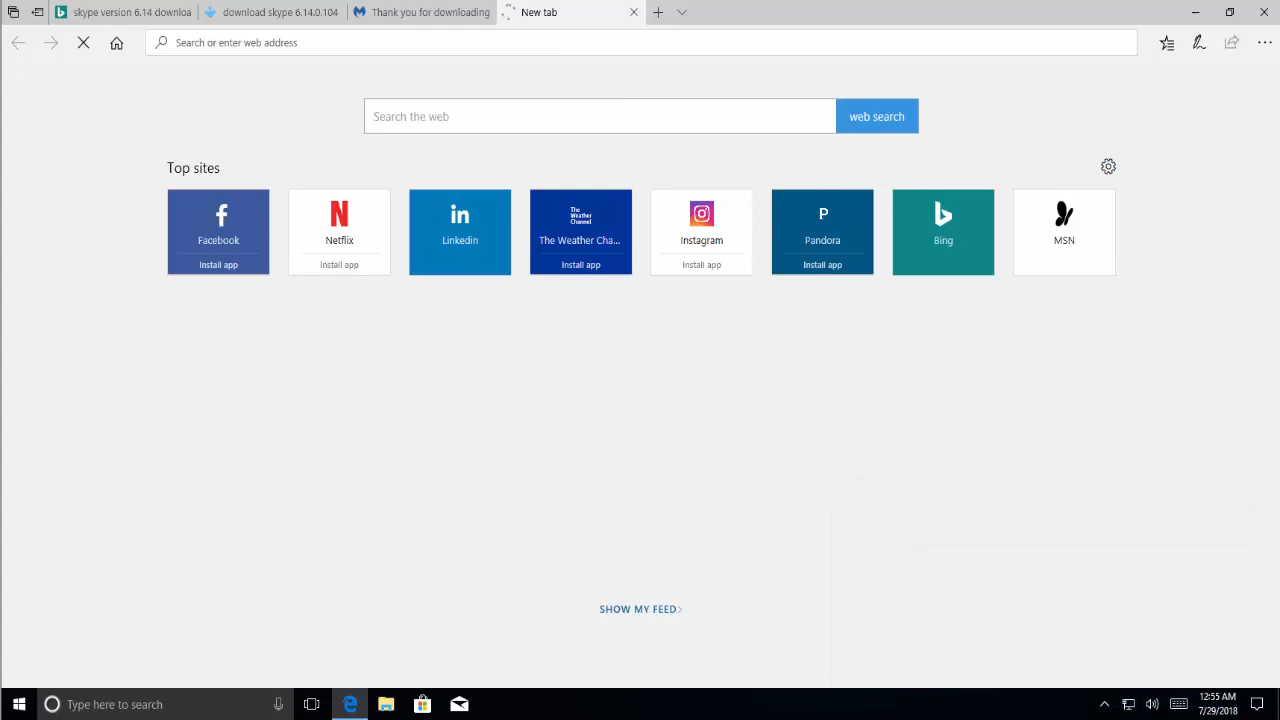 skype version 6.14 downloa
download skype 6.14.0.104
Thank you for downloading
New tab
Search or enter web address
Search the web
web search
Top sites
Facebook
Install app
Netflix
Install app
Linkedin
The Weather Channel
The Weather Cha...
Install app
Instagram
Install app
P
Pandora
Install app
Bing
MSN
SHOW MY FEED
Type here to search
12:55 AM
7/29/2018